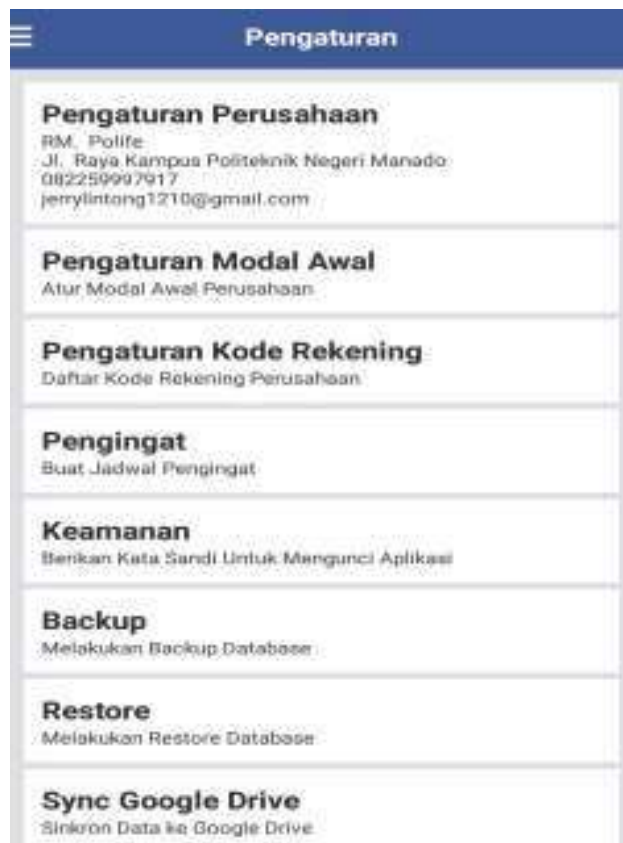 Pengaturan
Pengaturan Perusahaan
RM. Polife
Jl. Raya Kampus Politeknik Negeri Manado
082259997917
jerrylintong1210@gmail.com
Pengaturan Modal Awal
Atur Modal Awal Perusahaan
Pengaturan Kode Rekening
Daftar Kode Rekening Perusahaan
Pengingat
Buat Jadwal Pengingat
Keamanan
Berikan Kata Sandi Untuk Mengunci Aplikasi
Backup
Melakukan Backup Database
Restore
Melakukan Restore Database
Sync Google Drive
Sinkron Data ke Google Drive